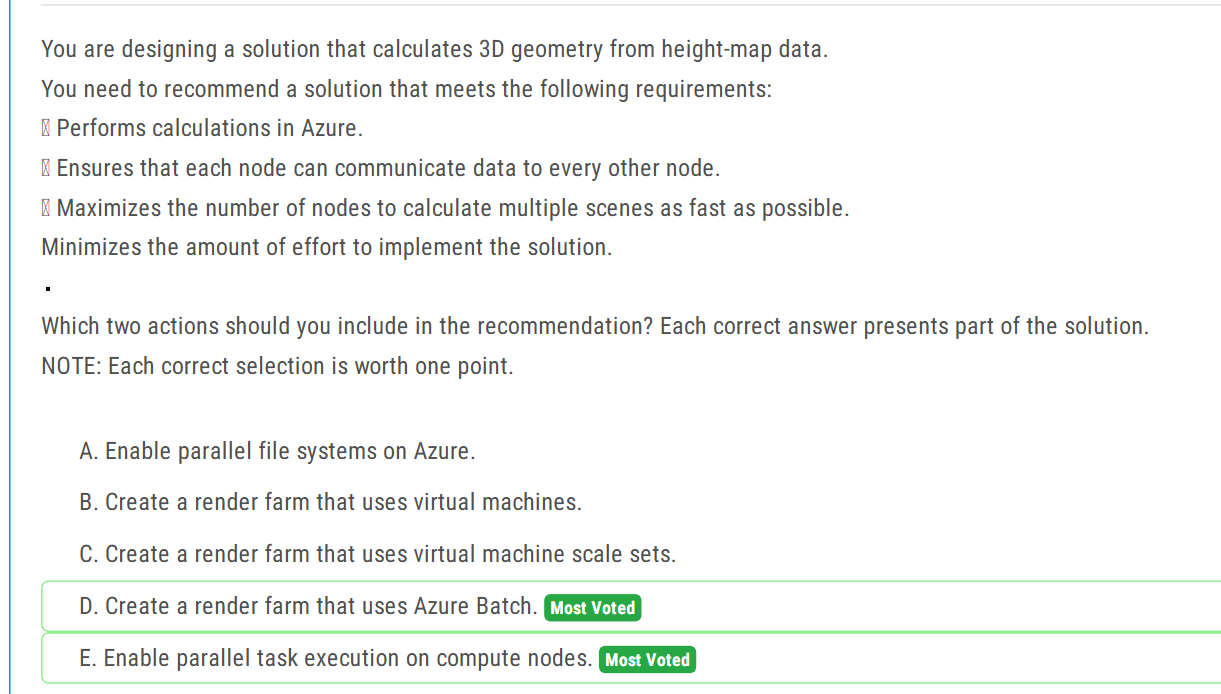 You are designing a solution that calculates 3D geometry from height-map data.
You need to recommend a solution that meets the following requirements:
Performs calculations in Azure.
Ensures that each node can communicate data to every other node.
Maximizes the number of nodes to calculate multiple scenes as fast as possible.
Minimizes the amount of effort to implement the solution.
.
Which two actions should you include in the recommendation? Each correct answer presents part of the solution.
NOTE: Each correct selection is worth one point.
A. Enable parallel file systems on Azure.
B. Create a render farm that uses virtual machines.
C. Create a render farm that uses virtual machine scale sets.
D. Create a render farm that uses Azure Batch. Most Voted
E. Enable parallel task execution on compute nodes. Most Voted